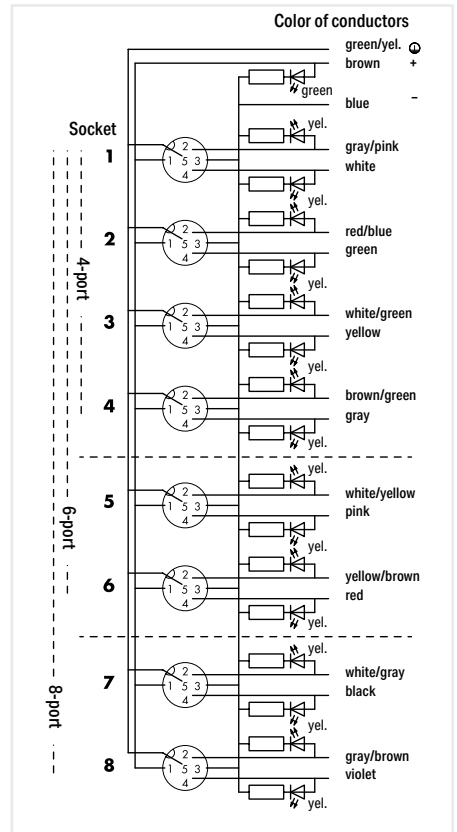 Color of conductors
green/yel.
brown +
green
blue –
Socket
yel.
1 2 1 5 3 4 gray/pink
white
yel.
2 2 1 5 3 4 red/blue
green
yel.
4-port
3 2 1 5 3 4 white/green
yellow
yel.
4 2 1 5 3 4 brown/green
gray
yel.
yel.
5 2 1 5 3 4 white/yellow
pink
yel.
6-port
6 2 1 5 3 4 yellow/brown
red
yel.
yel.
7 2 1 5 3 4 white/gray
black
yel.
8-port
8 2 1 5 3 4 gray/brown
violet
yel.